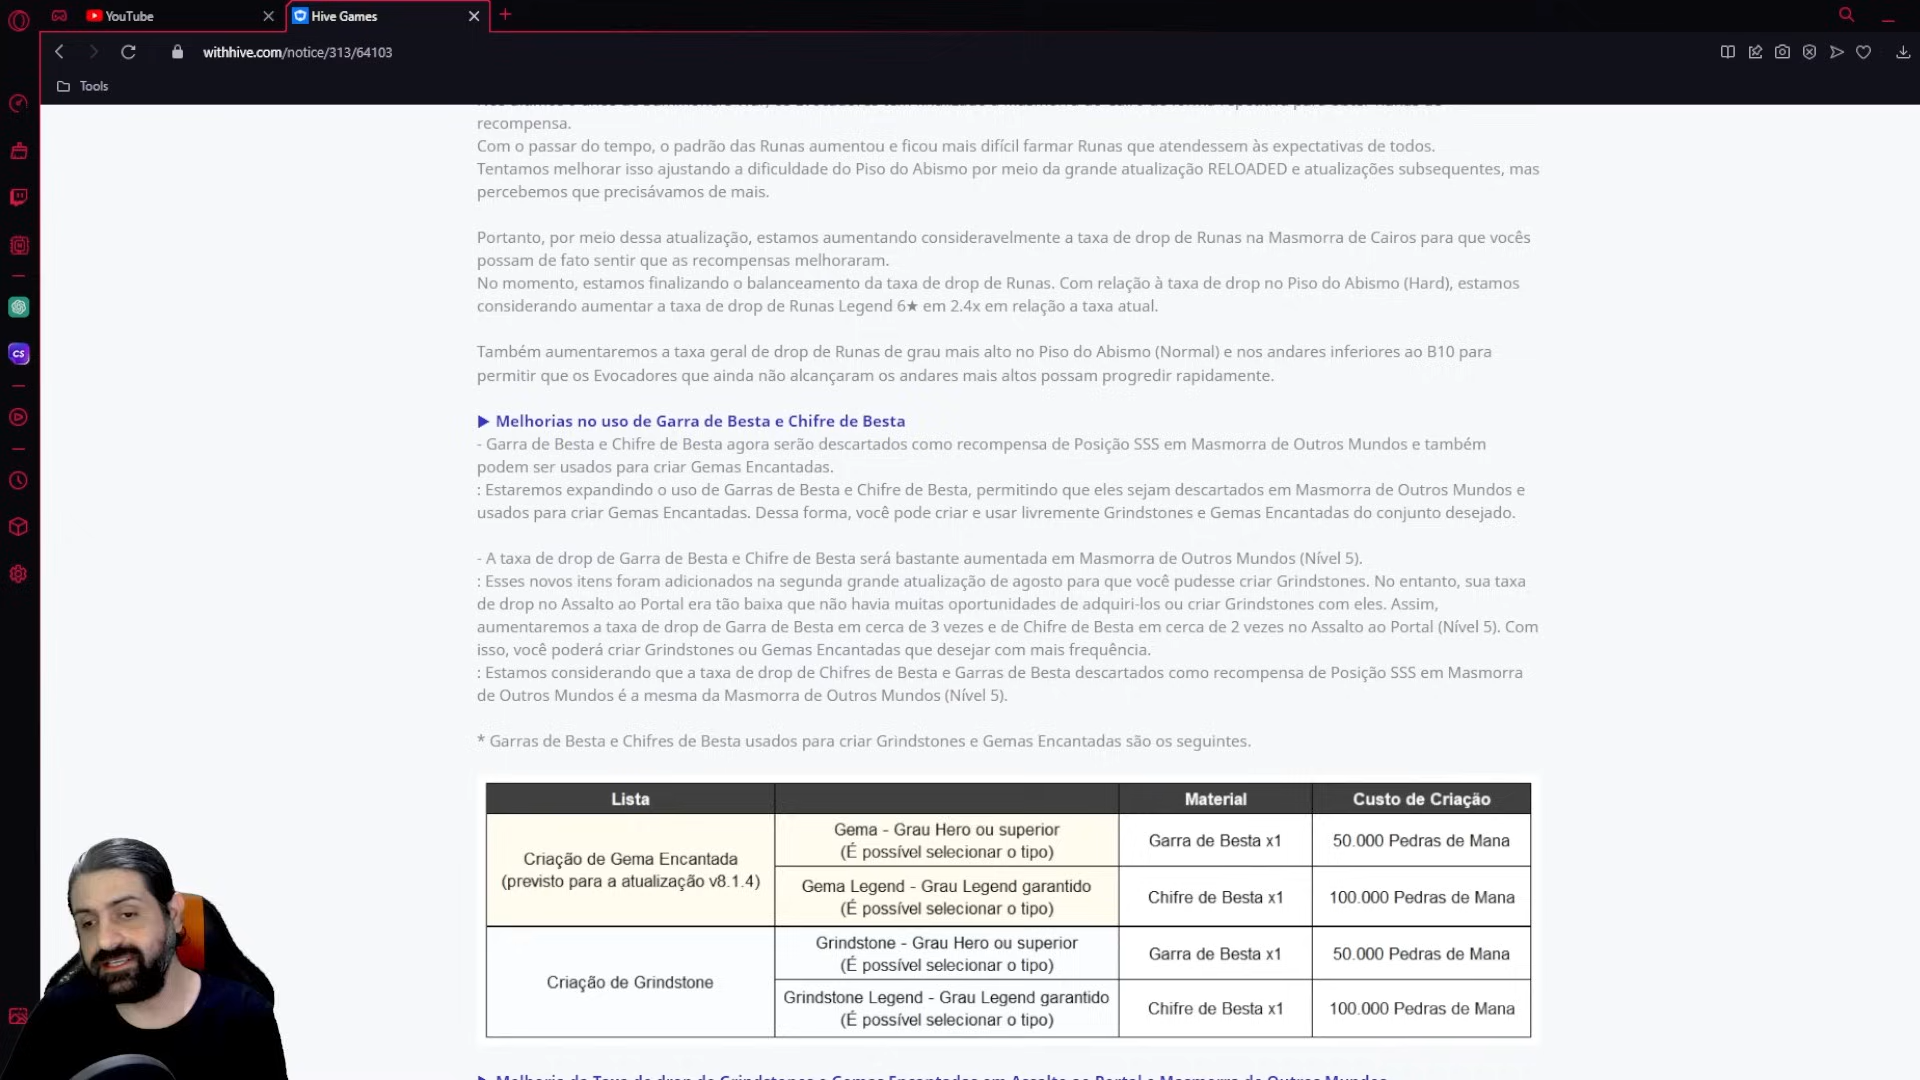 YouTube
Hive Games
withhive.com/notice/313/64103
Tools
recompensa.
Com o passar do tempo, o padrão das Runas aumentou e ficou mais difícil farmar Runas que atendessem às expectativas de todos.
Tentamos melhorar isso ajustando a dificuldade do Piso do Abismo por meio da grande atualização RELOADED e atualizações subsequentes, mas
percebemos que precisávamos de mais.
Portanto, por meio dessa atualização, estamos aumentando consideravelmente a taxa de drop de Runas na Masmorra de Cairos para que vocês
possam de fato sentir que as recompensas melhoraram.
No momento, estamos finalizando o balanceamento da taxa de drop de Runas. Com relação à taxa de drop no Piso do Abismo (Hard), estamos
considerando aumentar a taxa de drop de Runas Legend 6★ em 2.4x em relação a taxa atual.
Também aumentaremos a taxa geral de drop de Runas de grau mais alto no Piso do Abismo (Normal) e nos andares inferiores ao B10 para
permitir que os Evocadores que ainda não alcançaram os andares mais altos possam progredir rapidamente.
▶ Melhorias no uso de Garra de Besta e Chifre de Besta
- Garra de Besta e Chifre de Besta agora serão descartados como recompensa de Posição SSS em Masmorra de Outros Mundos e também
podem ser usados para criar Gemas Encantadas.
: Estaremos expandindo o uso de Garras de Besta e Chifre de Besta, permitindo que eles sejam descartados em Masmorra de Outros Mundos e
usados para criar Gemas Encantadas. Dessa forma, você pode criar e usar livremente Grindstones e Gemas Encantadas do conjunto desejado.
- A taxa de drop de Garra de Besta e Chifre de Besta será bastante aumentada em Masmorra de Outros Mundos (Nível 5).
: Esses novos itens foram adicionados na segunda grande atualização de agosto para que você pudesse criar Grindstones. No entanto, sua taxa
de drop no Assalto ao Portal era tão baixa que não havia muitas oportunidades de adquiri-los ou criar Grindstones com eles. Assim,
aumentaremos a taxa de drop de Garra de Besta em cerca de 3 vezes e de Chifre de Besta em cerca de 2 vezes no Assalto ao Portal (Nível 5). Com
isso, você poderá criar Grindstones ou Gemas Encantadas que desejar com mais frequência.
: Estamos considerando que a taxa de drop de Chifres de Besta e Garras de Besta descartados como recompensa de Posição SSS em Masmorra
de Outros Mundos é a mesma da Masmorra de Outros Mundos (Nível 5).
* Garras de Besta e Chifres de Besta usados para criar Grindstones e Gemas Encantadas são os seguintes.
Lista Material Custo de Criação
Criação de Gema Encantada
(previsto para a atualização v8.1.4)
Gema - Grau Hero ou superior
(É possível selecionar o tipo)
Garra de Besta x1
50.000 Pedras de Mana
Gema Legend - Grau Legend garantido
(É possível selecionar o tipo)
Chifre de Besta x1
100.000 Pedras de Mana
Criação de Grindstone
Grindstone - Grau Hero ou superior
(É possível selecionar o tipo)
Garra de Besta x1
50.000 Pedras de Mana
Grindstone Legend - Grau Legend garantido
(É possível selecionar o tipo)
Chifre de Besta x1
100.000 Pedras de Mana
▶ Melhoria da Taxa de drop de Grindstones e Gemas Encantadas em Assalto ao Portal e Masmorra de Outros Mundos
CS